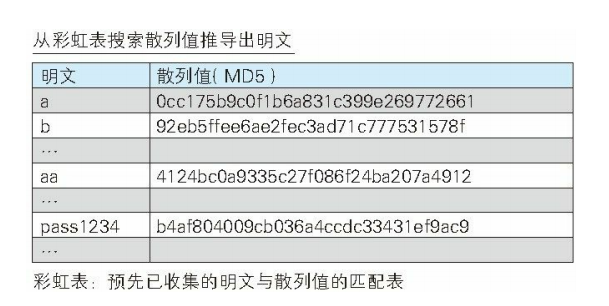 从彩虹表搜索散列值推导出明文
明文 散列值( MD5 )
a 0cc175b9c0f1b6a831c399e269772661
b 92eb5ffee6ae2fec3ad71c777531578f
…
aa 4124bc0a9335c27f086f24ba207a4912
…
pass1234 b4af804009cb036a4ccdc33431ef9ac9
…
彩虹表：预先已收集的明文与散列值的匹配表